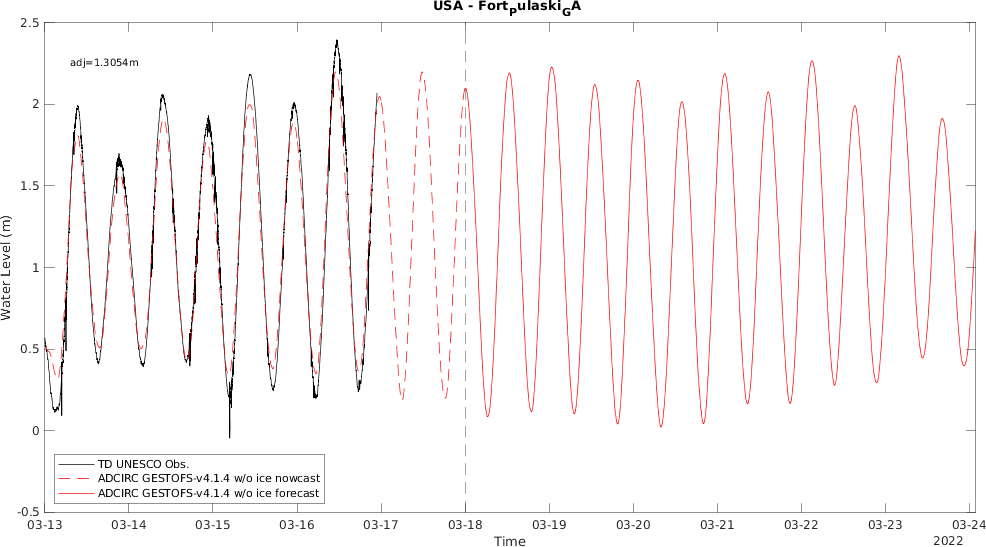 USA - FortPulaskiGA
adj=1.3054m
2.5
2
1.5
1
0.5
0
-0.5
Water Level (m)
TD UNESCO Obs.
ADCIRC GESTOFS-v4.1.4 w/o ice nowcast
ADCIRC GESTOFS-v4.1.4 w/o ice forecast
03-13 03-14 03-15 03-16 03-17 03-18 03-19 03-20 03-21 03-22 03-23 03-24
Time
2022